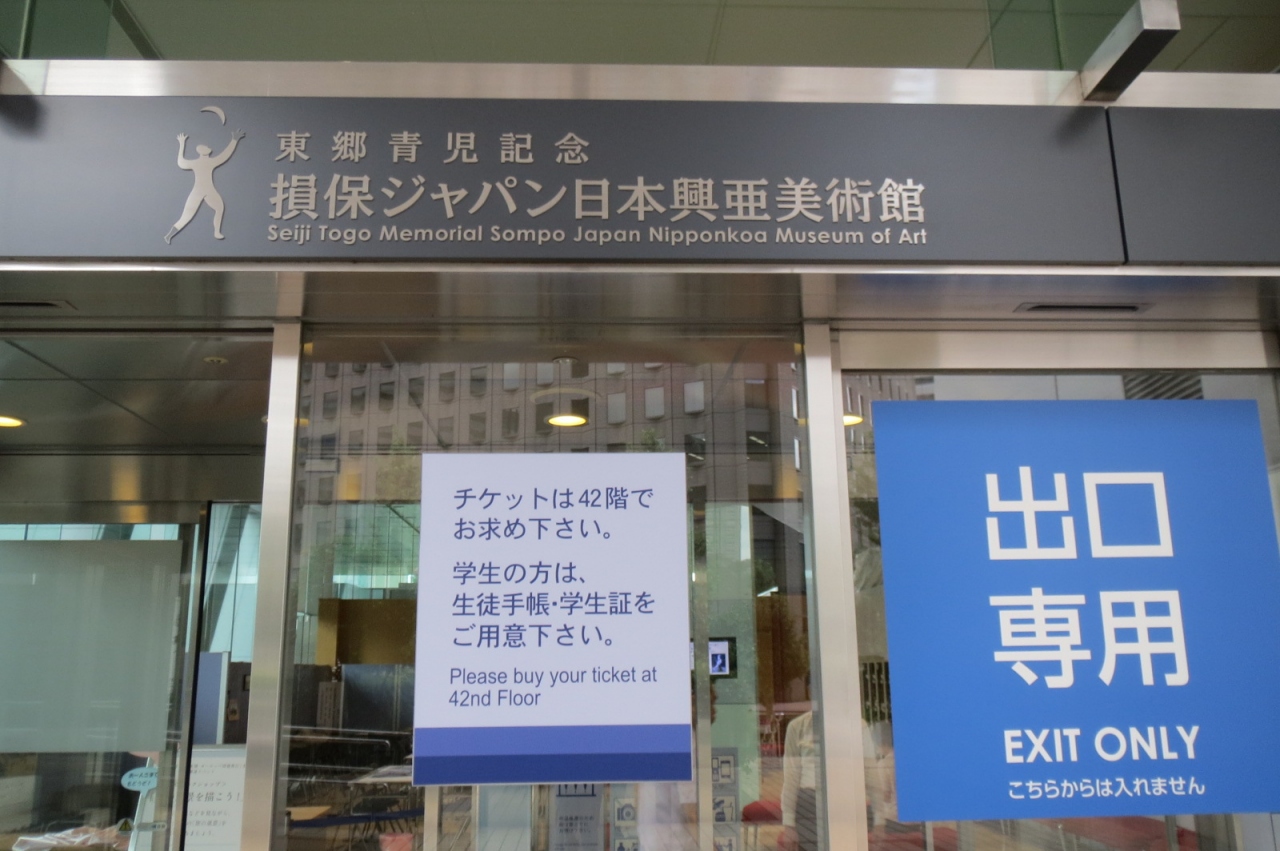 東郷青児記念
損保ジャパン日本興亜美術館
Seiji Togo Memorial Sompo Japan Nipponkoa Museum of Art
チケットは42階で
お求め下さい。
学生の方は、
生徒手帳・学生証を
ご用意下さい。
Please buy your ticket at
42nd Floor
出口
専用
EXIT ONLY
こちらからは入れません
を描こう!